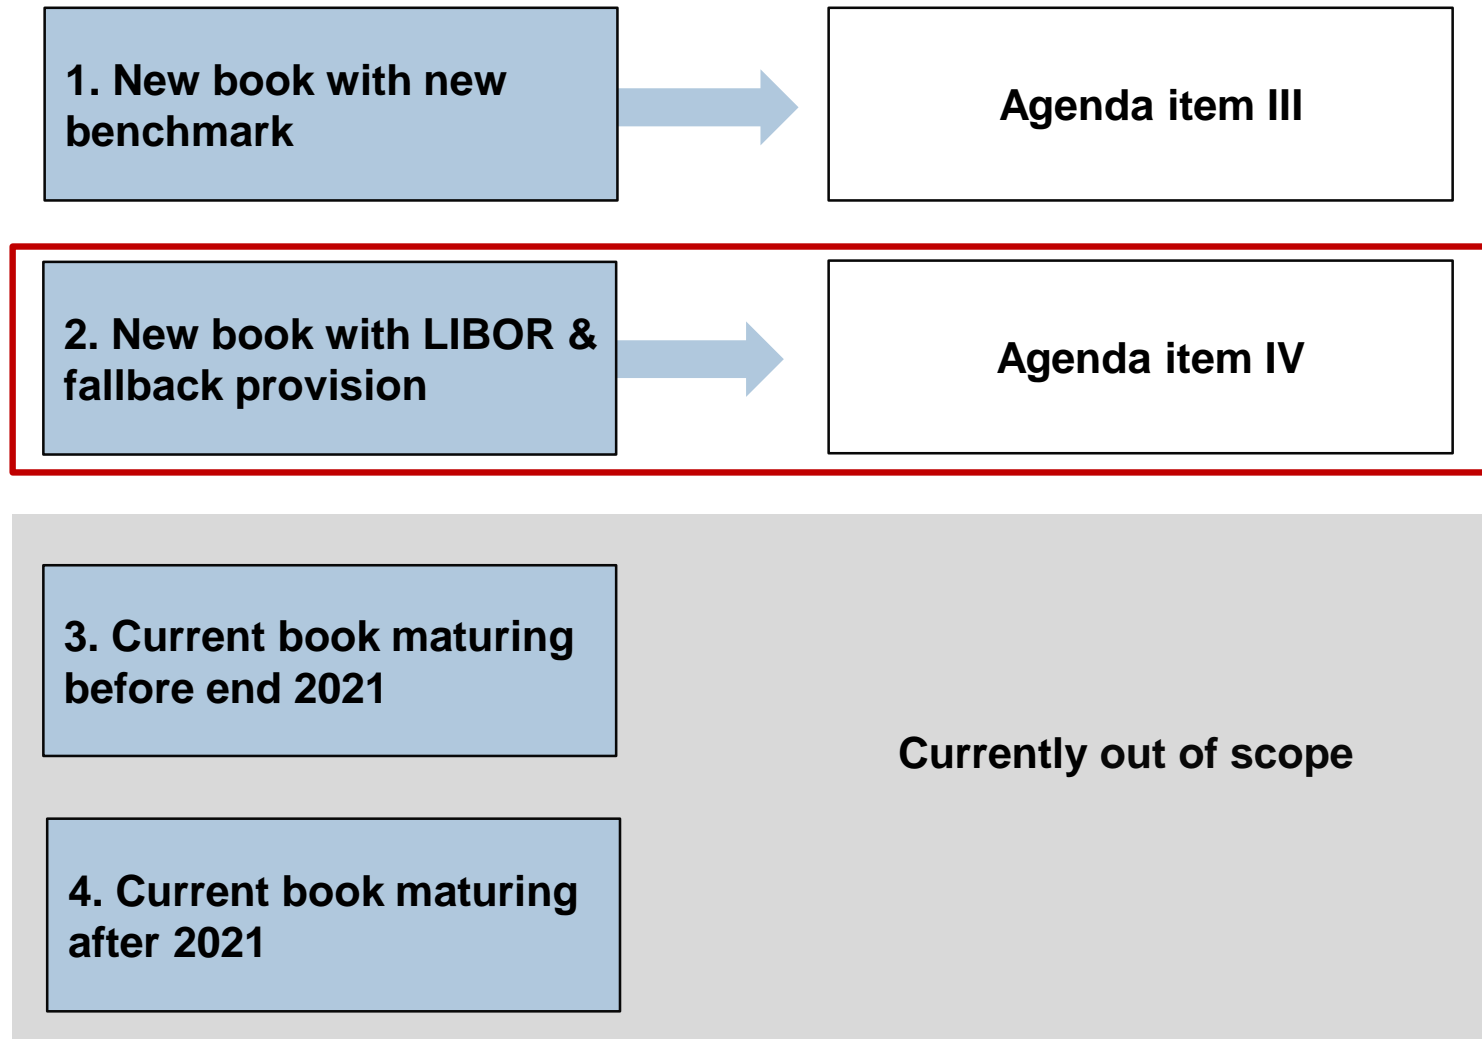 1. New book with new
benchmark
Agenda item III
2. New book with LIBOR &
fallback provision
Agenda item IV
3. Current book maturing
before end 2021
Currently out of scope
4. Current book maturing
after 2021